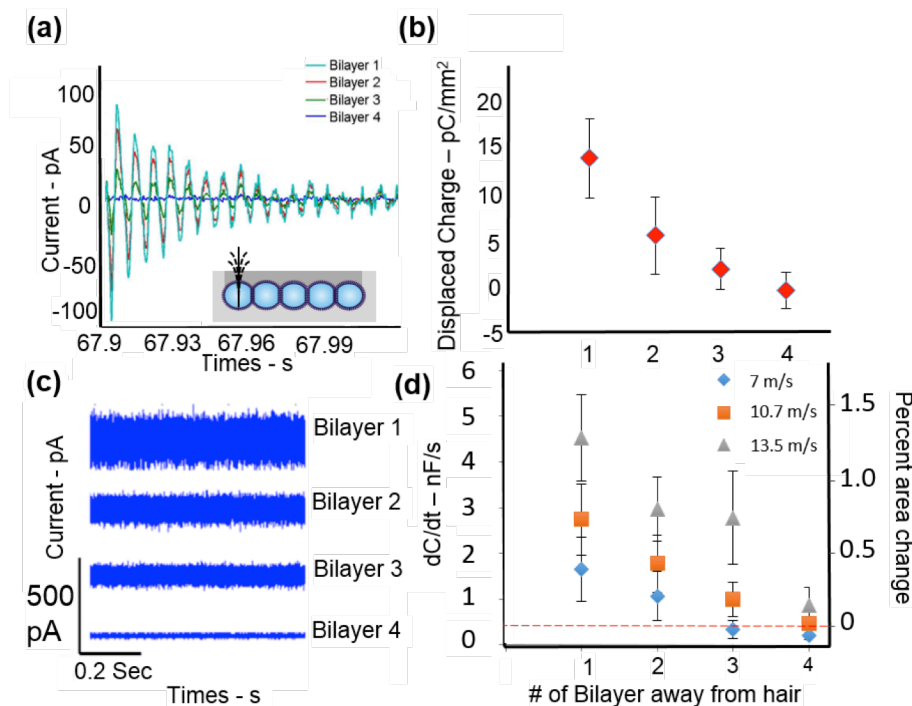 (a)
Bilayer 1
Bilayer 2
Bilayer 3
Bilayer 4
100
50
0
-50
-100
Current - pA
67.9 67.93 67.96 67.99
Times - s
(b)
Displaced Charge – pC/mm²
20
15
10
5
0
-5
1 2 3 4
(c)
Current - pA
Bilayer 1
Bilayer 2
Bilayer 3
Bilayer 4
500
pA
0.2 Sec
Times - s
(d)
7 m/s
10.7 m/s
13.5 m/s
dC/dt – nF/s
6
5
4
3
2
1
0
Percent area change
1.5
1.0
0.5
0
1 2 3 4
# of Bilayer away from hair